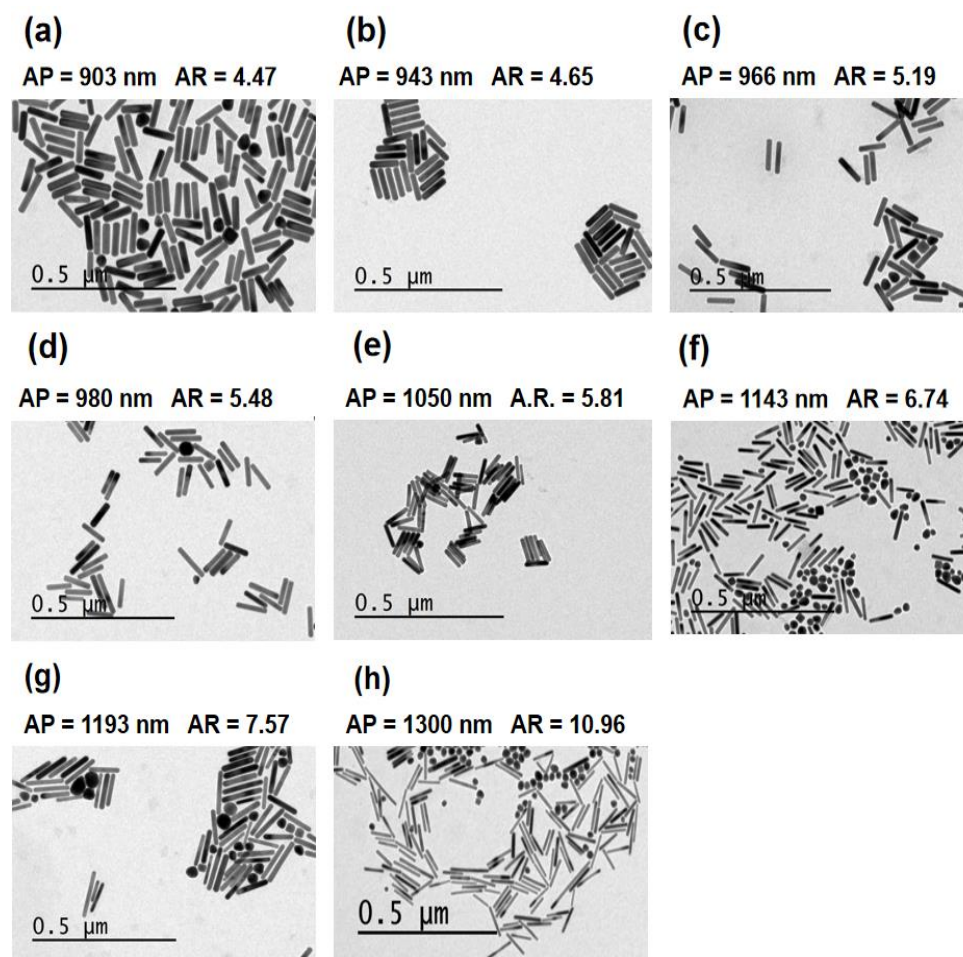 (a)
AP = 903 nm AR = 4.47
0.5 µm
(b)
AP = 943 nm AR = 4.65
0.5 µm
(c)
AP = 966 nm AR = 5.19
0.5 µm
(d)
AP = 980 nm AR = 5.48
0.5 µm
(e)
AP = 1050 nm A.R. = 5.81
0.5 µm
(f)
AP = 1143 nm AR = 6.74
0.5 µm
(g)
AP = 1193 nm AR = 7.57
0.5 µm
(h)
AP = 1300 nm AR = 10.96
0.5 µm